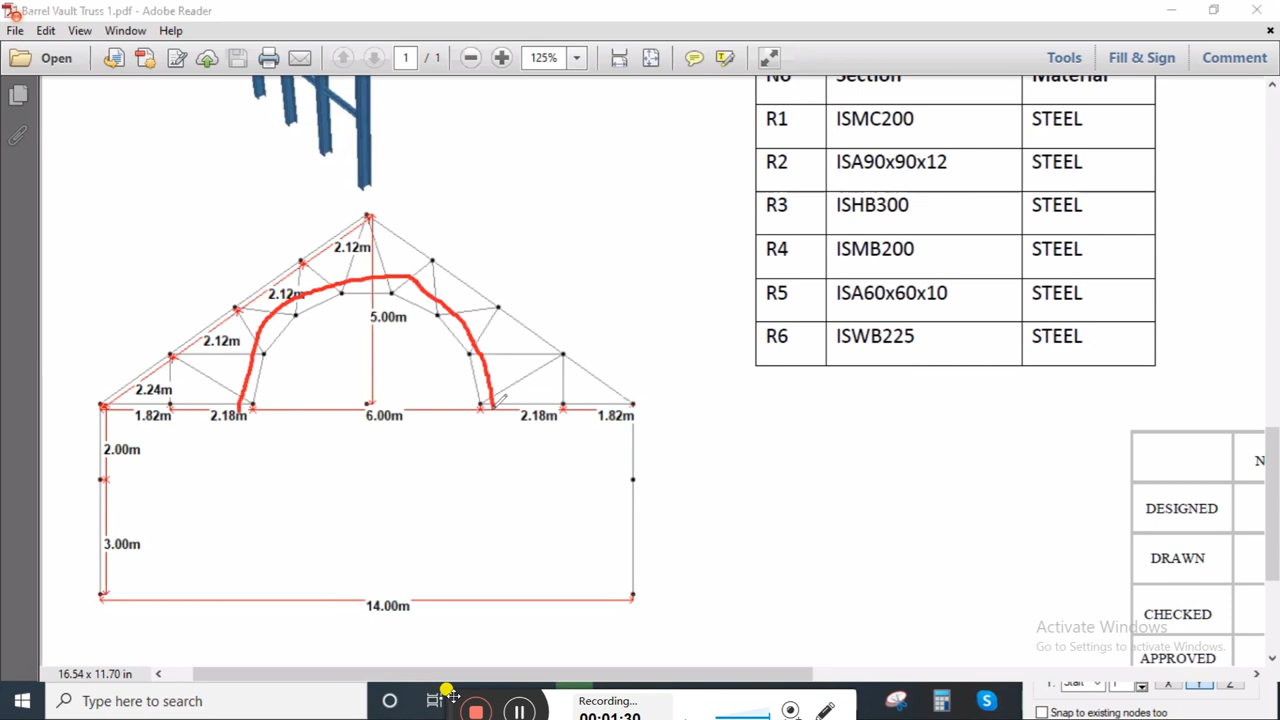 Barrel Vault Truss 1.pdf - Adobe Reader
File Edit View Window Help
Open 1 / 1 125% Tools Fill & Sign Comment
No Section Material
R1 ISMC200 STEEL
R2 ISA90x90x12 STEEL
R3 ISHB300 STEEL
R4 ISMB200 STEEL
R5 ISA60x60x10 STEEL
R6 ISWB225 STEEL
2.12m
2.12m
5.00m
2.12m
2.24m
1.82m 2.18m 6.00m 2.18m 1.82m
2.00m
3.00m
14.00m
N
DESIGNED
DRAWN
CHECKED
APPROVED
Activate Windows
Go to Settings to activate Windows.
16.54 x 11.70 in
Type here to search
Recording...
00:01:30
Start 1 X Y Z
Snap to existing nodes too